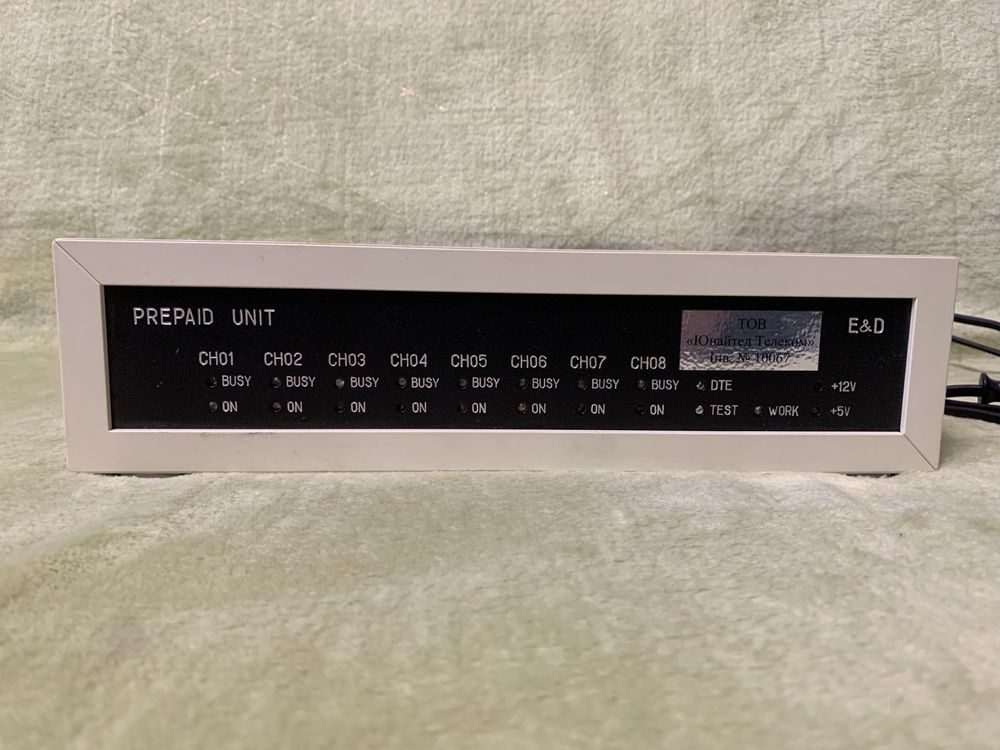 PREPAID UNIT
ТОВ
«Юнайтед Телеком»
Інв. № 10067
E&D
CH01 CH02 CH03 CH04 CH05 CH06 CH07 CH08
BUSY BUSY BUSY BUSY BUSY BUSY BUSY BUSY DTE +12V
ON ON ON ON ON ON ON ON TEST WORK +5V